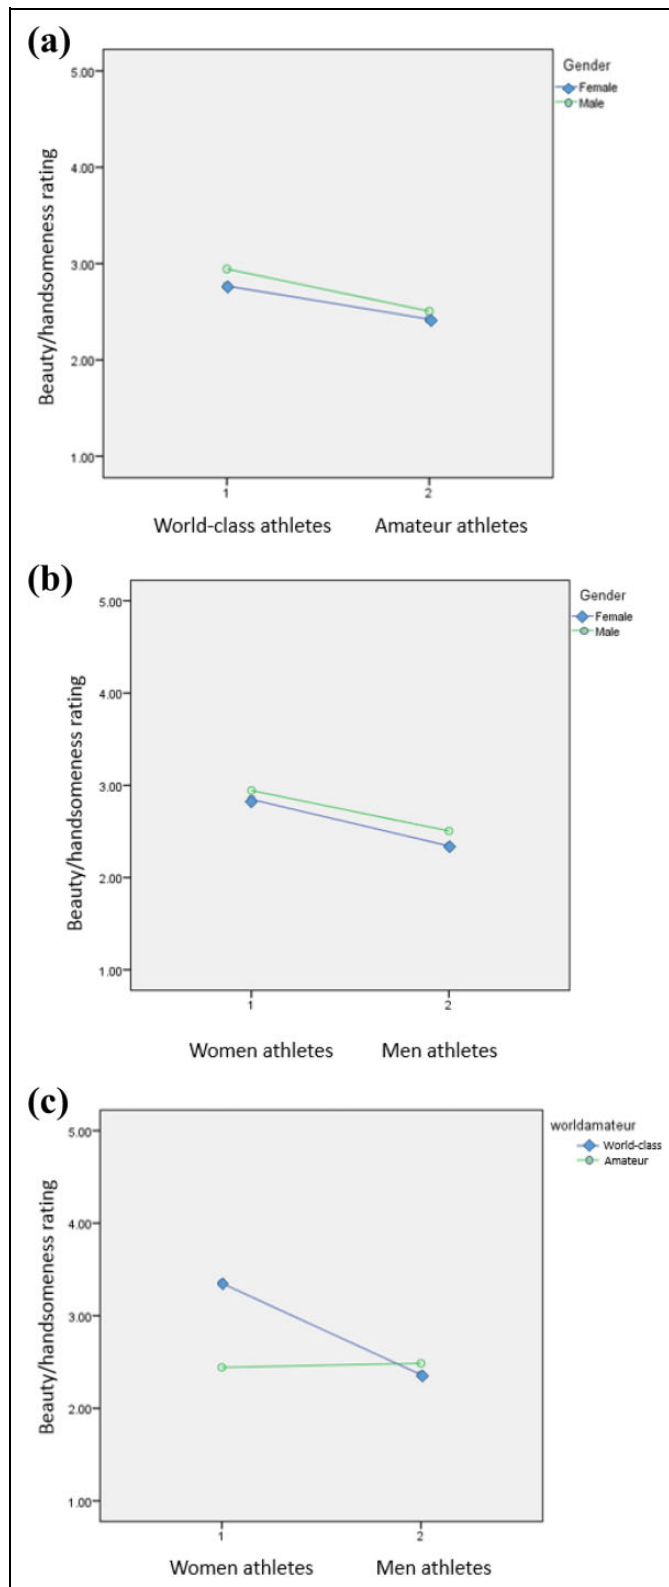 (a)
Beauty/handsomeness rating
5.00
4.00
3.00
2.00
1.00
1
2
World-class athletes Amateur athletes
Gender
Female
Male
(b)
Beauty/handsomeness rating
5.00
4.00
3.00
2.00
1.00
1
2
Women athletes Men athletes
Gender
Female
Male
(c)
Beauty/handsomeness rating
5.00
4.00
3.00
2.00
1.00
1
2
Women athletes Men athletes
worldamateur
World-class
Amateur